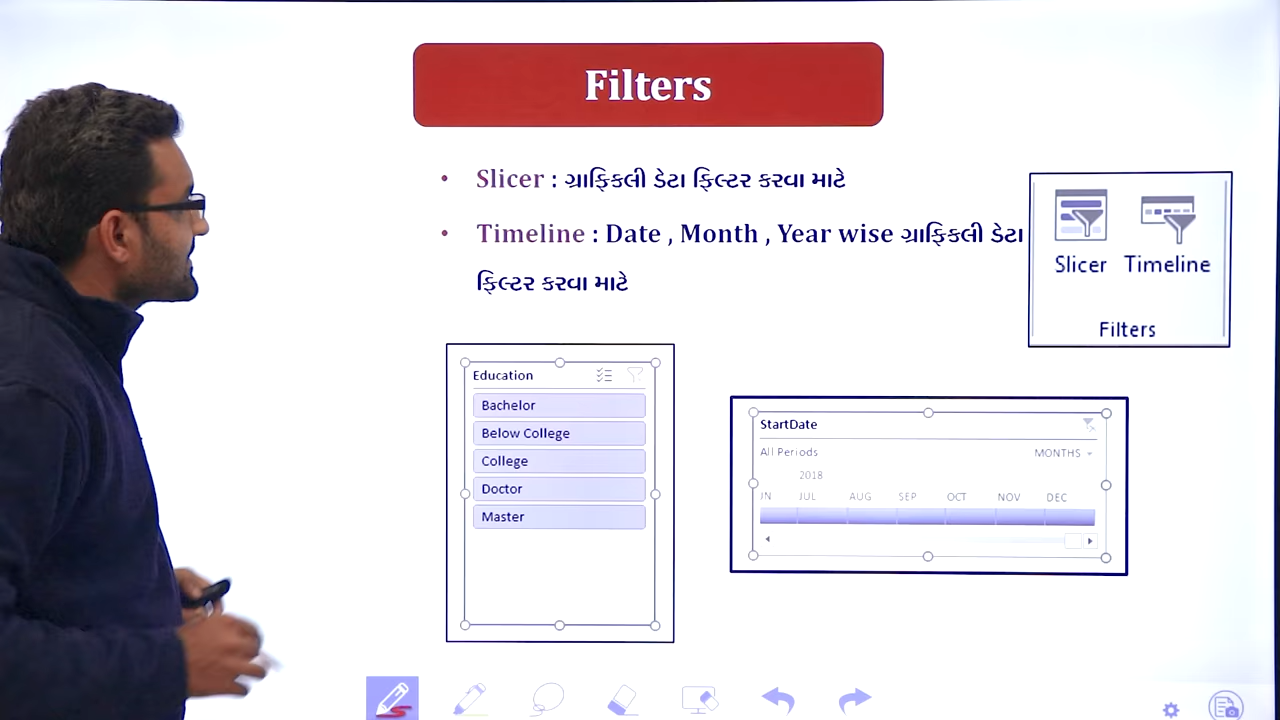 Filters
• Slicer : ગ્રાફિકલી ડેટા ફિલ્ટર કરવા માટે
• Timeline : Date , Month , Year wise ગ્રાફિકલી ડેટા
ફિલ્ટર કરવા માટે
Slicer Timeline
Filters
Education
Bachelor
Below College
College
Doctor
Master
StartDate
All Periods MONTHS
2018
JN JUL AUG SEP OCT NOV DEC